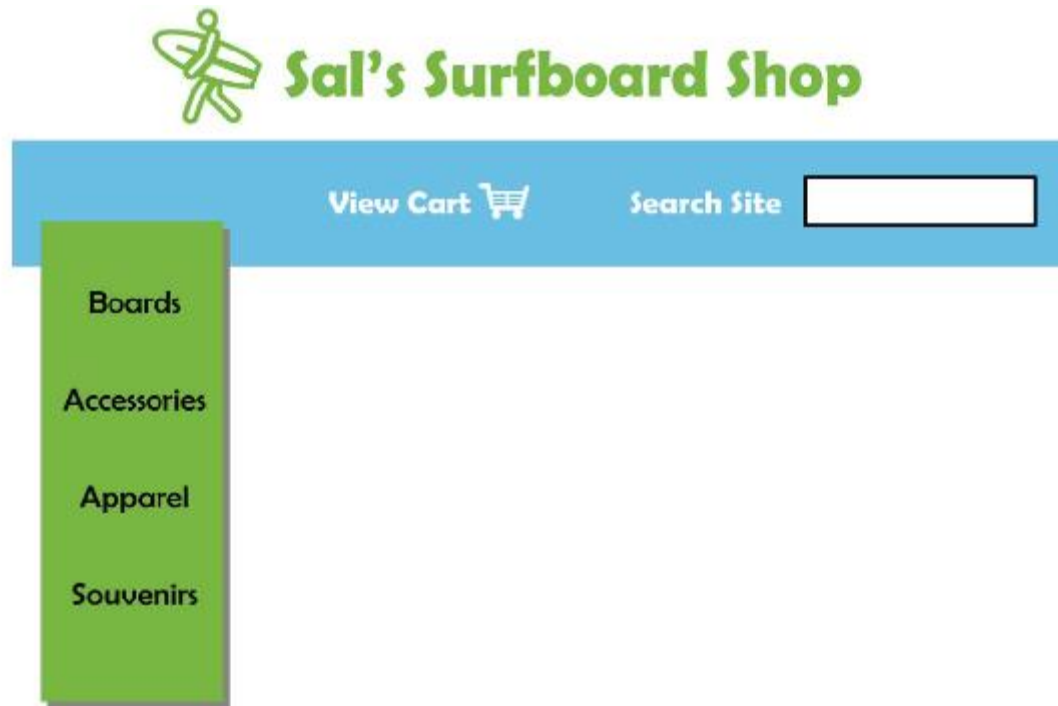 Sal's Surfboard Shop
View Cart Search Site
Boards
Accessories
Apparel
Souvenirs